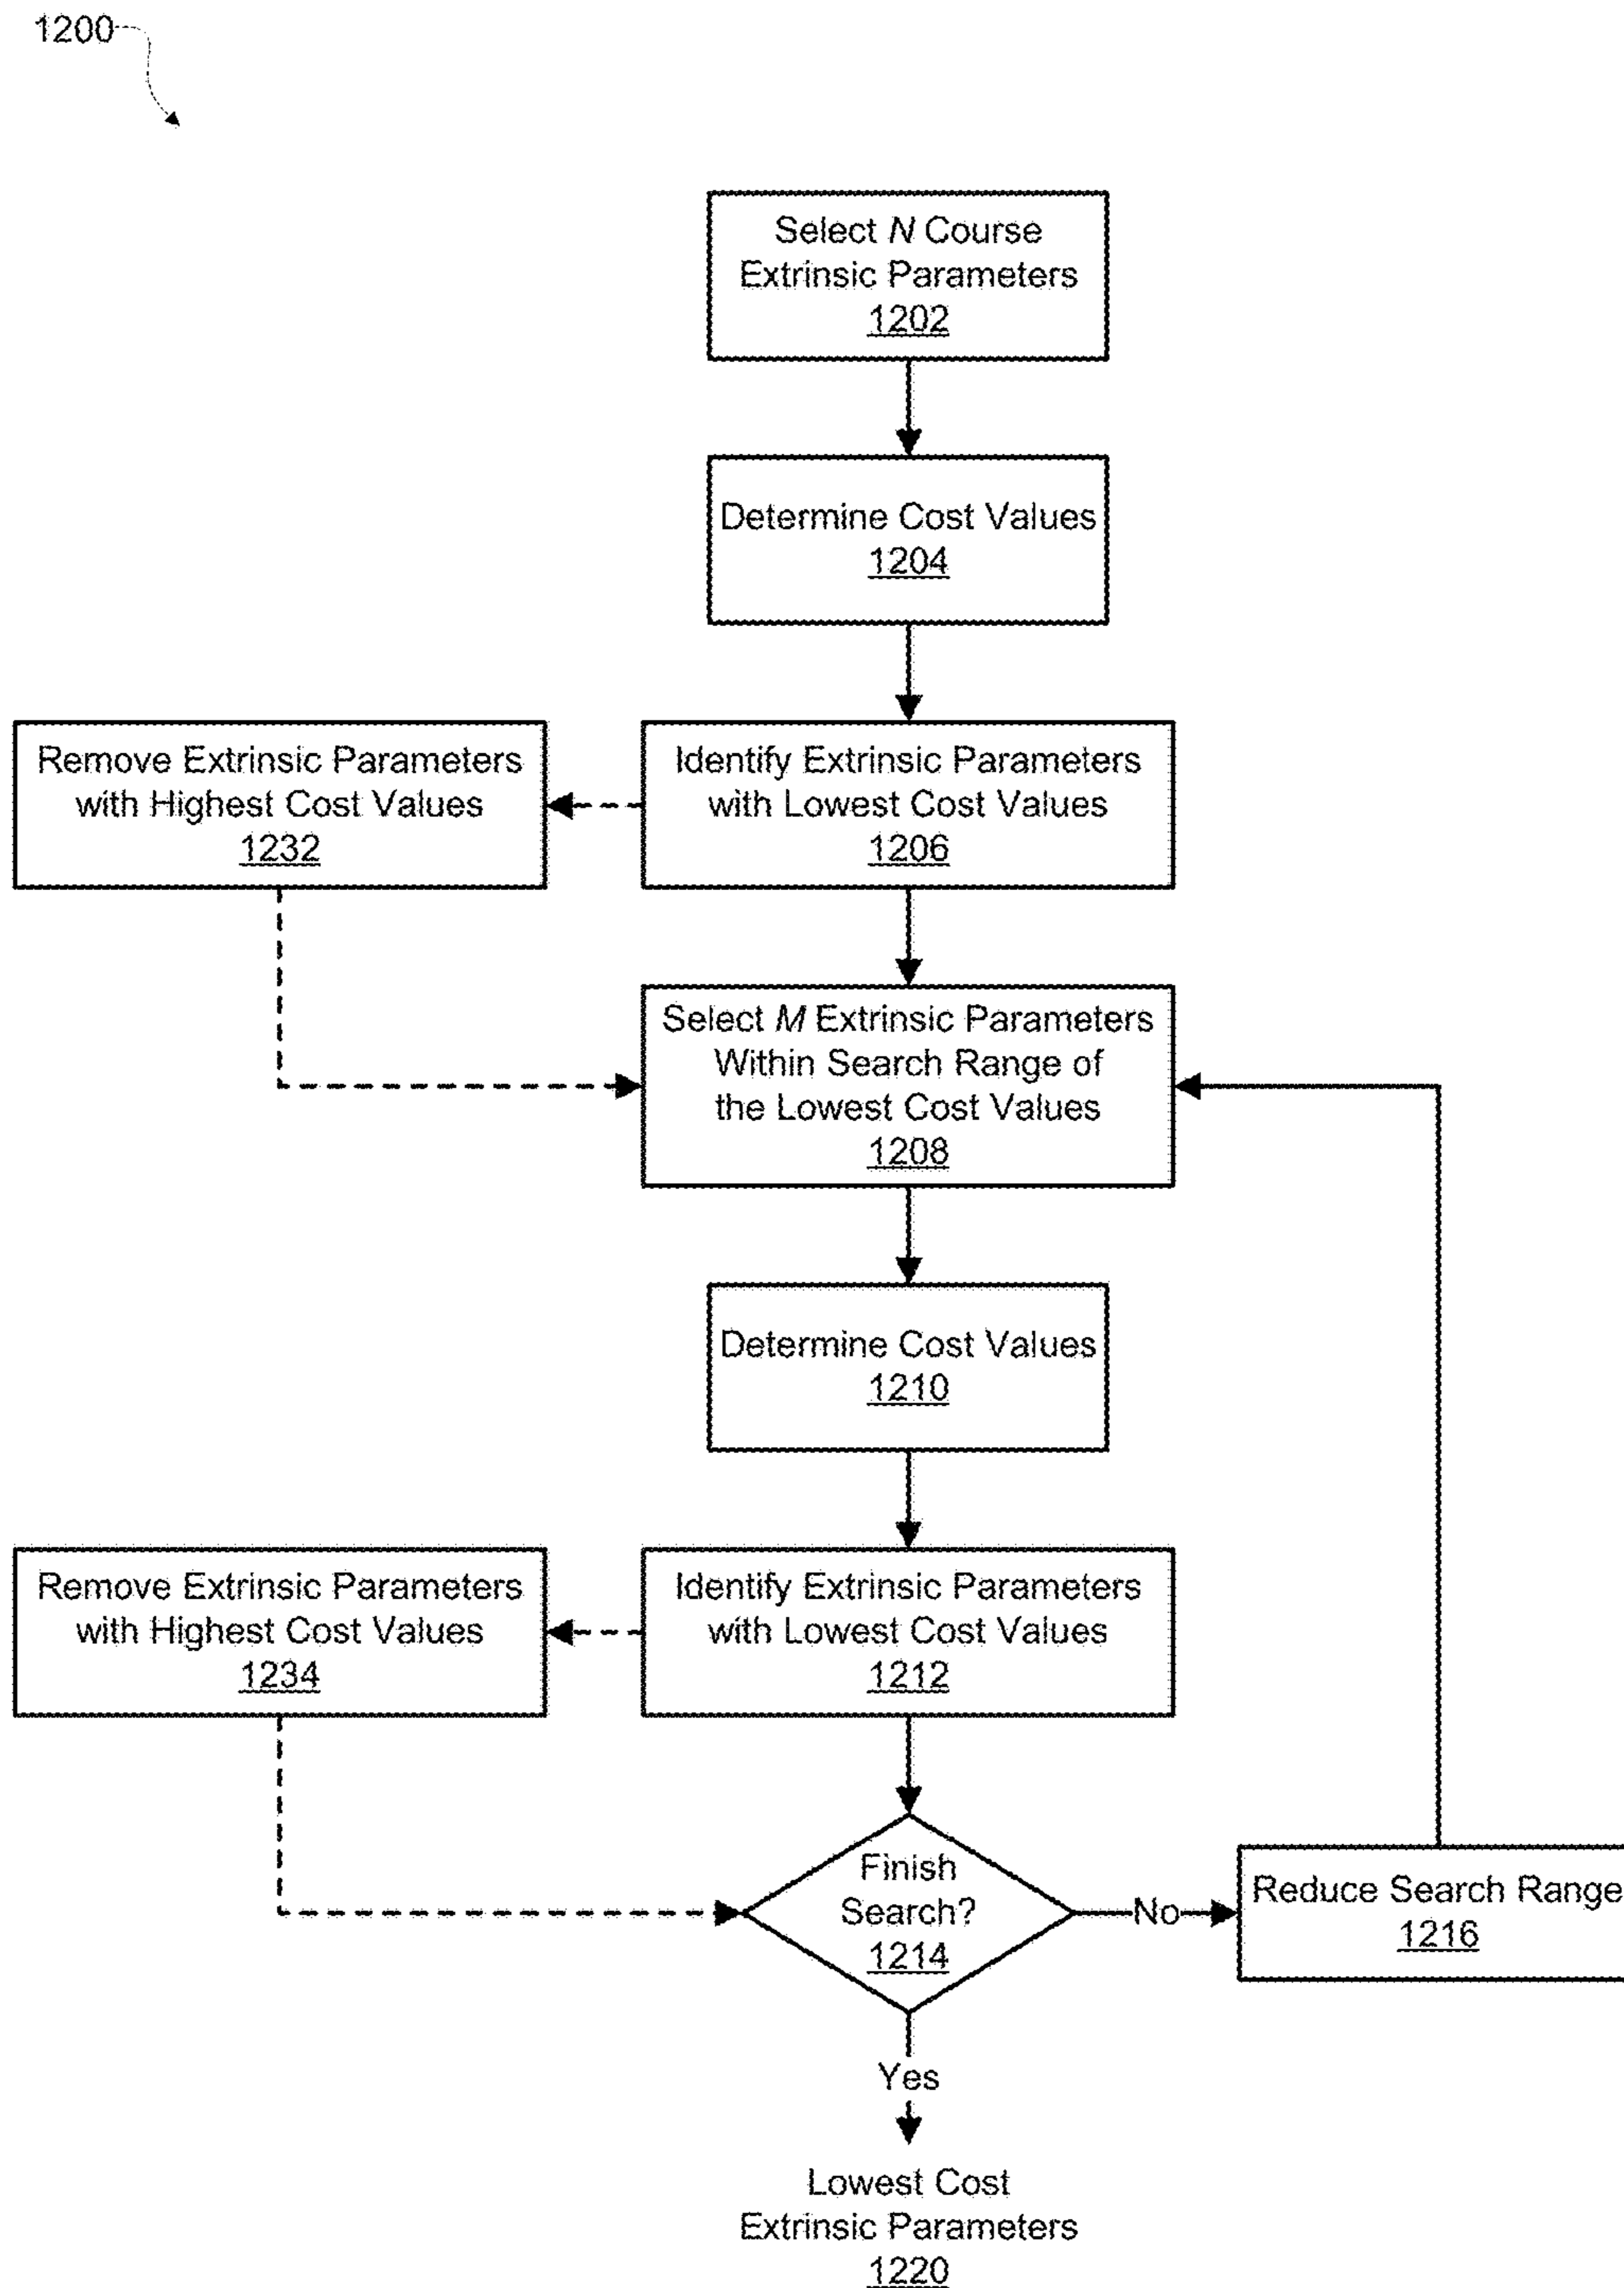 1200
Select N Course
Extrinsic Parameters
1202
Determine Cost Values
1204
Remove Extrinsic Parameters
with Highest Cost Values
1232
Identify Extrinsic Parameters
with Lowest Cost Values
1206
Select M Extrinsic Parameters
Within Search Range of
the Lowest Cost Values
1208
Determine Cost Values
1210
Remove Extrinsic Parameters
with Highest Cost Values
1234
Identify Extrinsic Parameters
with Lowest Cost Values
1212
Finish
Search?
1214
No
Reduce Search Range
1216
Yes
Lowest Cost
Extrinsic Parameters
1220